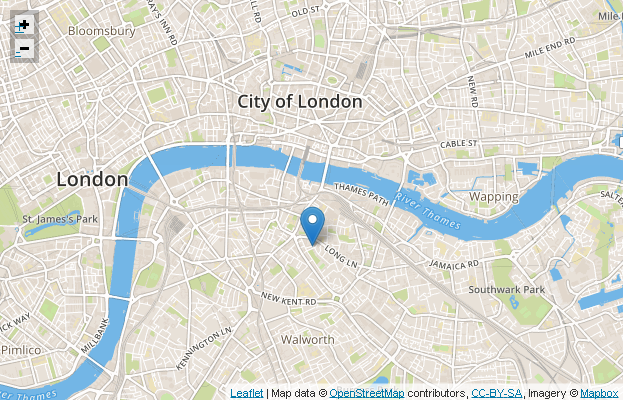 +
−
Bloomsbury
GRAY'S INN RD
OLD ST
Mile
MILE END RD
NEW RD
City of London
CABLE ST
London
THAMES PATH
River Thames
Wapping
SALTE
St. James's Park
LONG LN
JAMAICA RD
Southwark Park
NEW KENT RD
MILLBANK
KENNINGTON LN
Walworth
CK WAY
Pimlico
River Thames
Leaflet | Map data © OpenStreetMap contributors, CC-BY-SA, Imagery © Mapbox